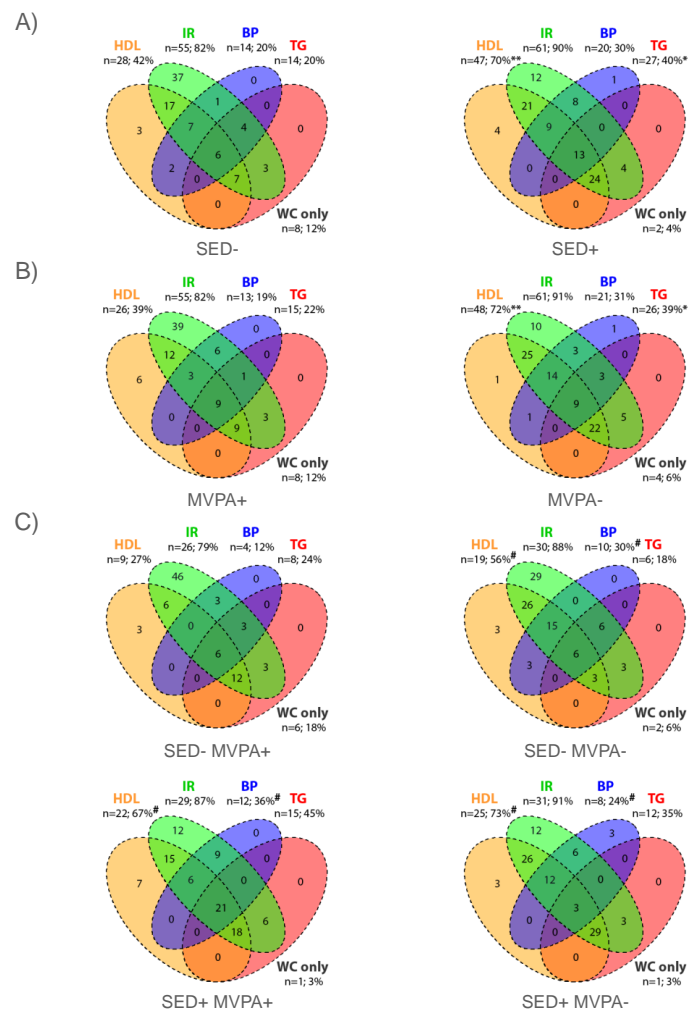 A)
IR BP
HDL n=55; 82% n=14; 20% TG
n=28; 42% n=14; 20%
37 0
17 1 0
3 7 4 0
6
2 0 7 3
0
WC only
n=8; 12%
SED-
IR BP
HDL n=61; 90% n=20; 30% TG
n=47; 70%** n=27; 40%*
12 1
21 8 0
4 9 0 0
13
0 0 24 4
0
WC only
n=2; 4%
SED+
B)
IR BP
HDL n=55; 82% n=13; 19% TG
n=26; 39% n=15; 22%
39 0
12 6 0
6 3 1 0
9
0 0 9 3
0
WC only
n=8; 12%
MVPA+
IR BP
HDL n=61; 91% n=21; 31% TG
n=48; 72%** n=26; 39%*
10 1
25 3 0
1 14 3 0
9
1 0 22 5
0
WC only
n=4; 6%
MVPA-
C)
IR BP
HDL n=26; 79% n=4; 12% TG
n=9; 27% n=8; 24%
46 0
6 3 0
3 0 3 0
6
0 0 12 3
0
WC only
n=6; 18%
SED- MVPA+
IR BP
HDL n=30; 88% n=10; 30%# TG
n=19; 56%# n=6; 18%
29 0
26 0 0
3 15 6 0
6
3 0 3 3
0
WC only
n=2; 6%
SED- MVPA-
IR BP
HDL n=29; 87% n=12; 36%# TG
n=22; 67%# n=15; 45%
12 0
15 9 0
7 6 0 0
21
0 0 18 6
0
WC only
n=1; 3%
SED+ MVPA+
IR BP
HDL n=31; 91% n=8; 24%# TG
n=25; 73%# n=12; 35%
12 3
26 6 0
3 12 0 0
3
0 0 29 3
0
WC only
n=1; 3%
SED+ MVPA-